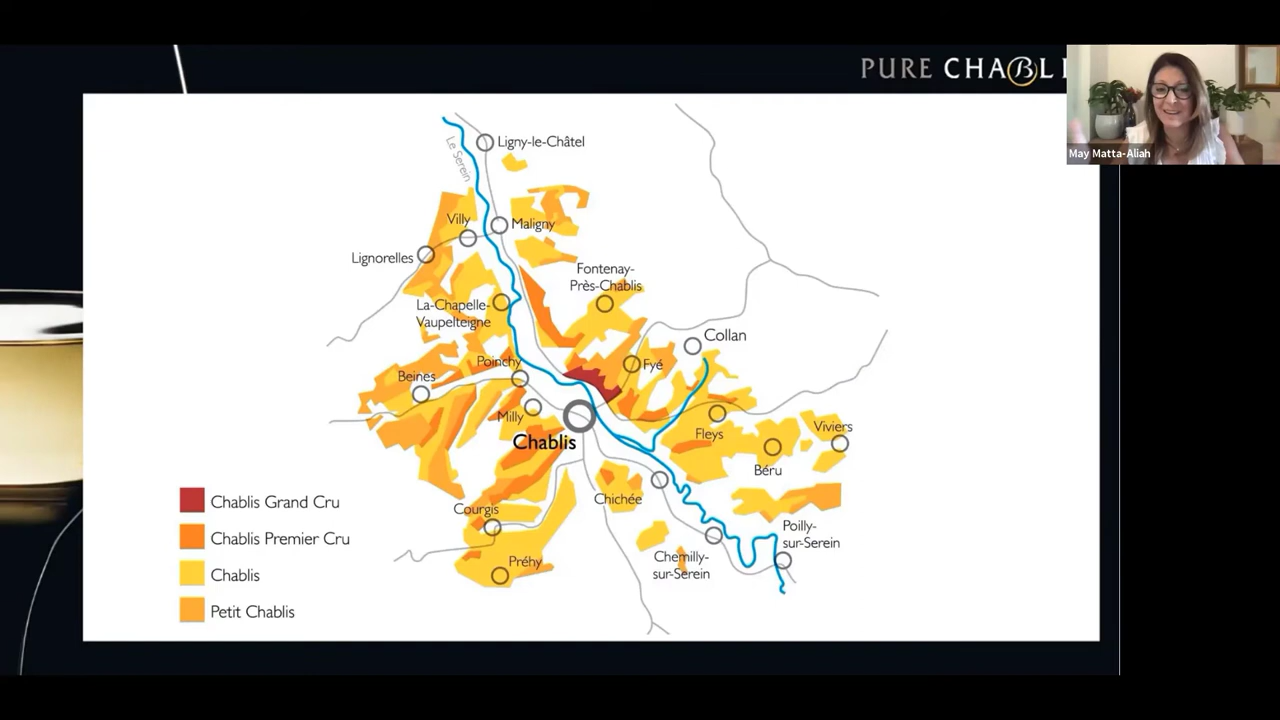 PURE CHABLI
May Matta-Aliah
Ligny-le-Châtel
Le Serein
Villy
Maligny
Lignorelles
Fontenay-
Près-Chablis
La-Chapelle-
Vaupelteigne
Collan
Poinchy
Fyé
Beines
Milly
Chablis
Fleys
Viviers
Béru
Chichée
Courgis
Poilly-
sur-Serein
Chemilly-
sur-Serein
Préhy
Chablis Grand Cru
Chablis Premier Cru
Chablis
Petit Chablis